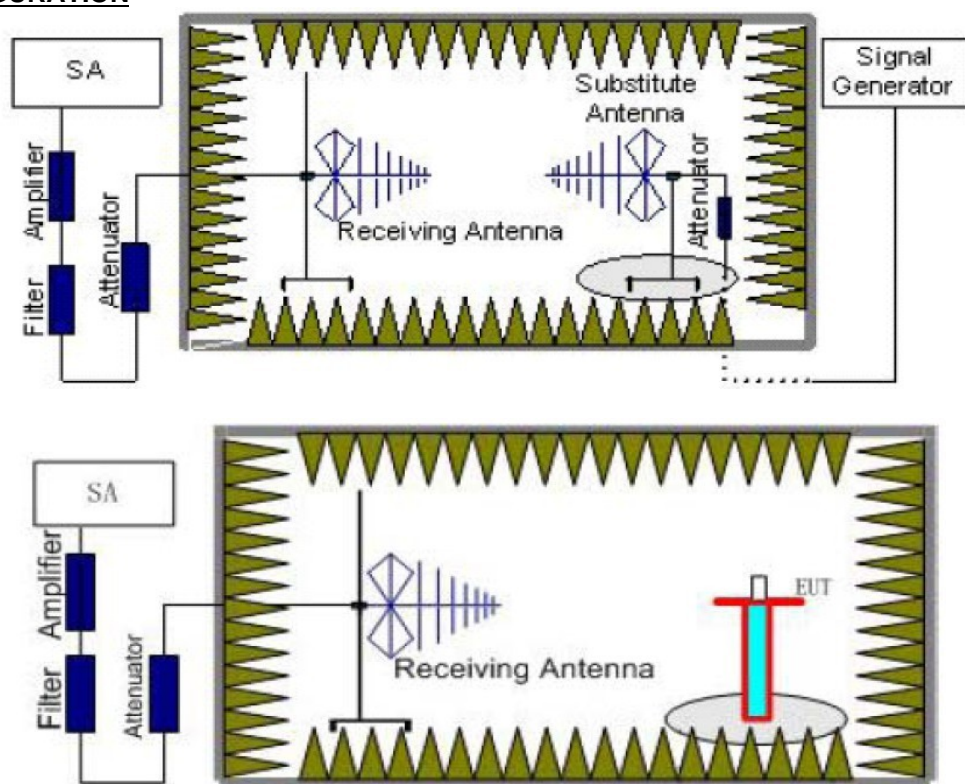 SA
Signal
Generator
Substitute
Antenna
Amplifier
Attenuator
Attenuator
Receiving Antenna
Filter
SA
Amplifier
EUT
Receiving Antenna
Filter
Attenuator